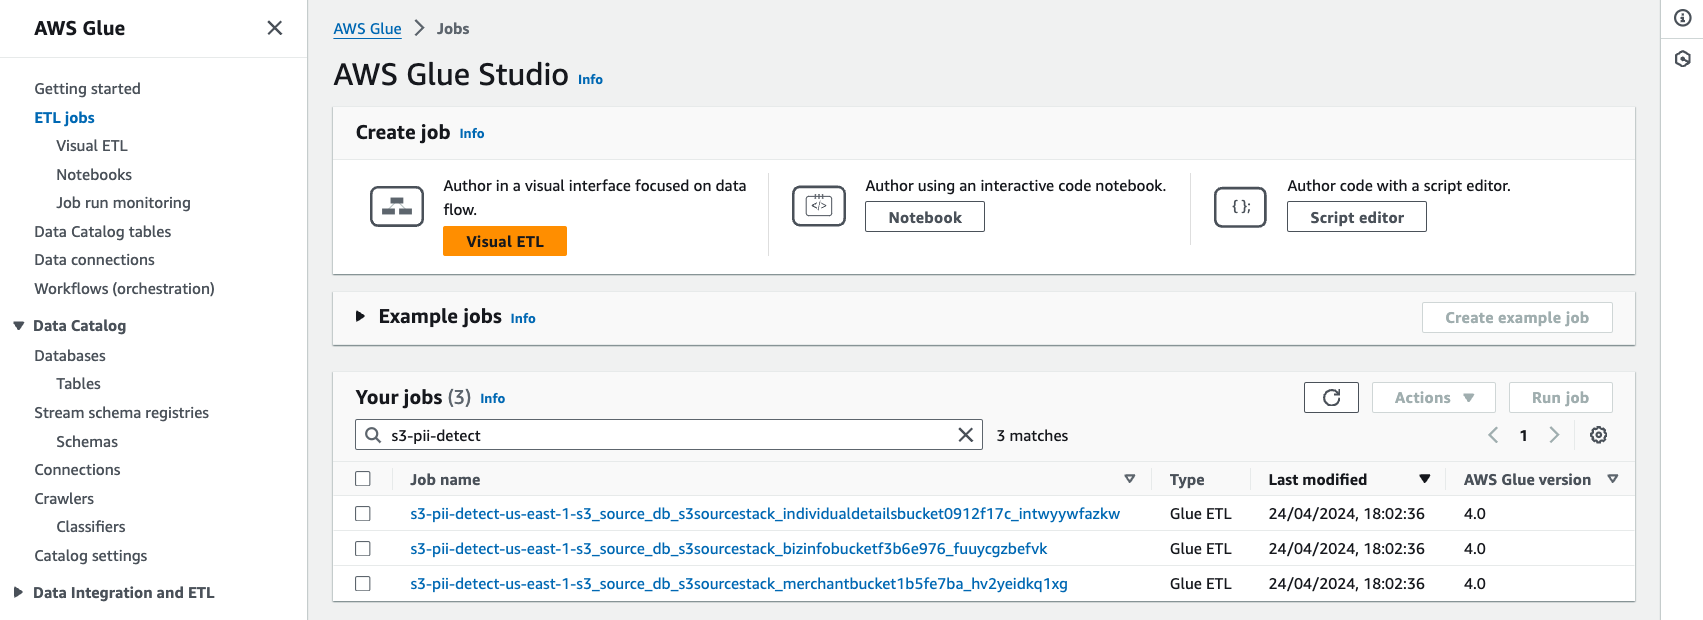 AWS Glue
Getting started
ETL jobs
Visual ETL
Notebooks
Job run monitoring
Data Catalog tables
Data connections
Workflows (orchestration)
Data Catalog
Databases
Tables
Stream schema registries
Schemas
Connections
Crawlers
Classifiers
Catalog settings
Data Integration and ETL
AWS Glue > Jobs
AWS Glue Studio Info
Create job Info
Author in a visual interface focused on data
flow.
Visual ETL
</>
Author using an interactive code notebook.
Notebook
{ };
Author code with a script editor.
Script editor
Example jobs Info
Create example job
Your jobs (3) Info
Actions
Run job
s3-pii-detect
3 matches
1
Job name Type Last modified AWS Glue version
s3-pii-detect-us-east-1-s3_source_db_s3sourcestack_individualdetailsbucket0912f17c_intwyywfazkw Glue ETL 24/04/2024, 18:02:36 4.0
s3-pii-detect-us-east-1-s3_source_db_s3sourcestack_bizinfobucketf3b6e976_fuuycgzbefvk Glue ETL 24/04/2024, 18:02:36 4.0
s3-pii-detect-us-east-1-s3_source_db_s3sourcestack_merchantbucket1b5fe7ba_hv2yeidkq1xg Glue ETL 24/04/2024, 18:02:36 4.0